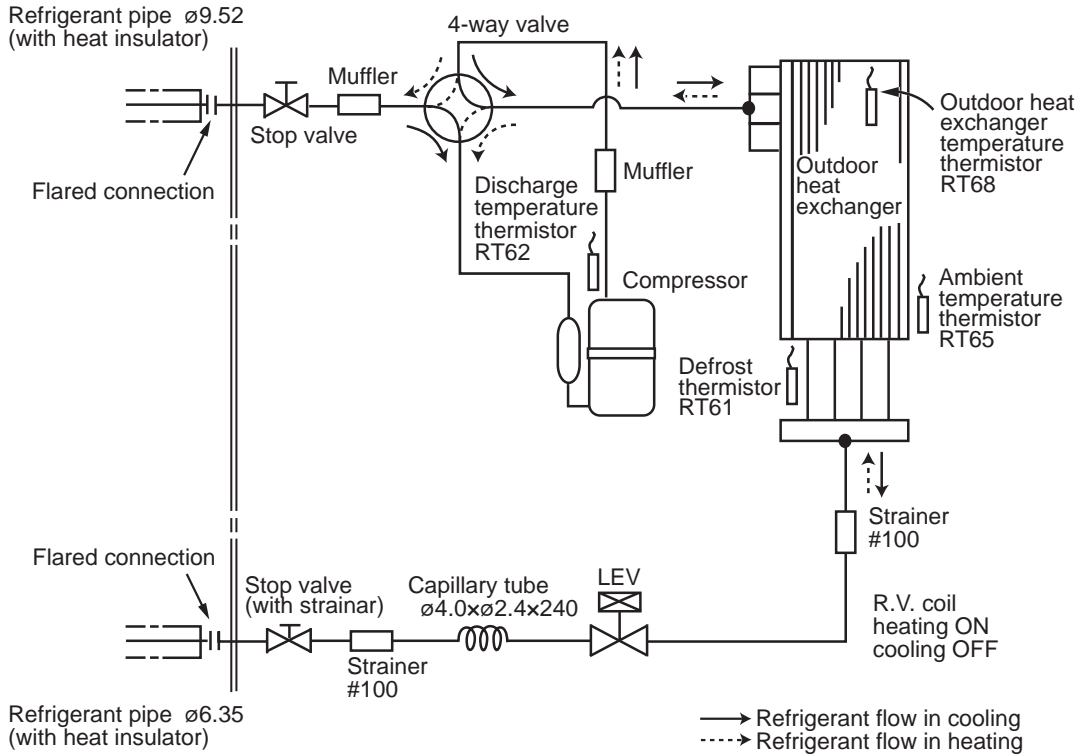 Refrigerant pipe ø9.52
(with heat insulator)
4-way valve
Muffler
Stop valve
Flared connection
Outdoor heat
exchanger
temperature
thermistor
RT68
Outdoor
heat
exchanger
Muffler
Discharge
temperature
thermistor
RT62
Compressor
Ambient
temperature
thermistor
RT65
Defrost
thermistor
RT61
Strainer
#100
Flared connection
Stop valve
(with strainar)
Capillary tube
ø4.0×ø2.4×240
LEV
R.V. coil
heating ON
cooling OFF
Strainer
#100
Refrigerant pipe ø6.35
(with heat insulator)
Refrigerant flow in cooling
Refrigerant flow in heating